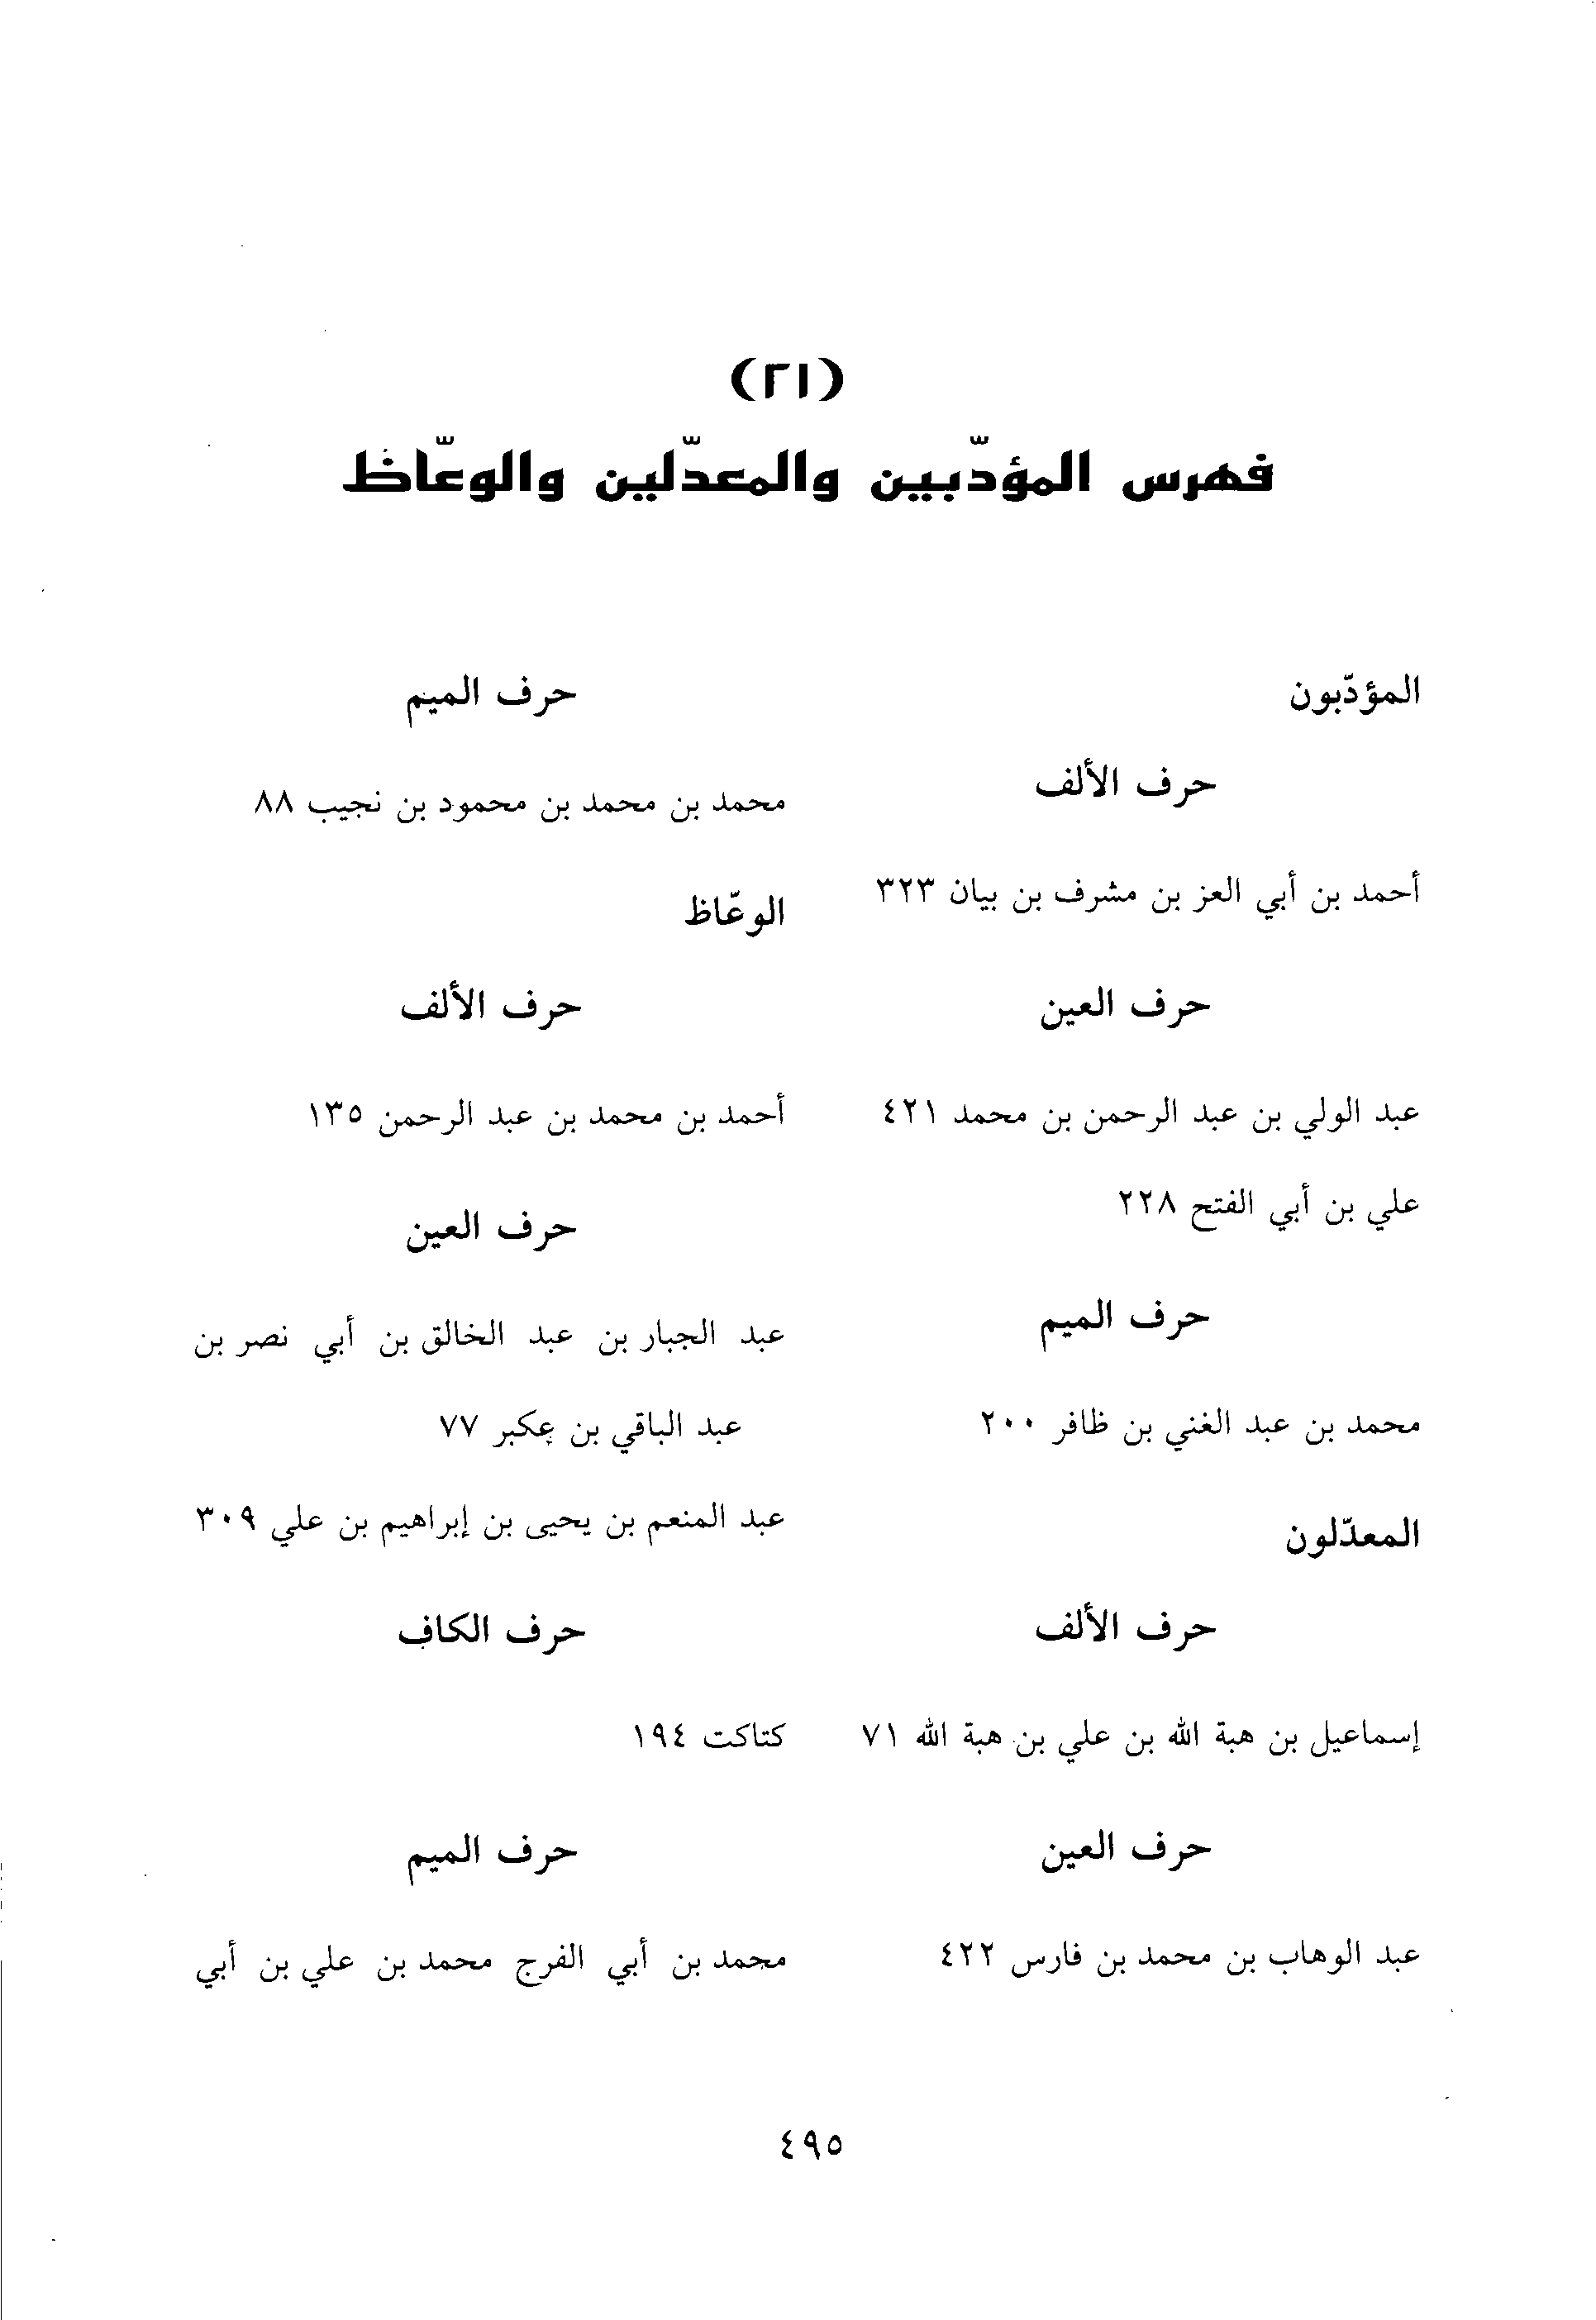 (٢١)
فهرس المؤدّبين والمعدّلين والوعّاظ
المؤدّبون
حرف الألف
أحمد بن أبي العز بن مشرف بن بيان ٣٢٣
حرف العين
عبد الولي بن عبد الرحمن بن محمد ٤٢١
علي بن أبي الفتح ٢٢٨
حرف الميم
محمد بن عبد الغني بن ظافر ٢٠٠
المعدّلون
حرف الألف
إسماعيل بن هبة الله بن علي بن هبة الله ٧١
حرف العين
عبد الوهاب بن محمد بن فارس ٤٢٢
حرف الميم
محمد بن محمد بن محمود بن نجيب ٨٨
الوعّاظ
حرف الألف
أحمد بن محمد بن عبد الرحمن ١٣٥
حرف العين
عبد الجبار بن عبد الخالق بن أبي نصر بن
عبد الباقي بن عكبر ٧٧
عبد المنعم بن يحيى بن إبراهيم بن علي ٣٠٩
حرف الكاف
كتاكت ١٩٤
حرف الميم
محمد بن أبي الفرج محمد بن علي بن أبي
٤٩٥